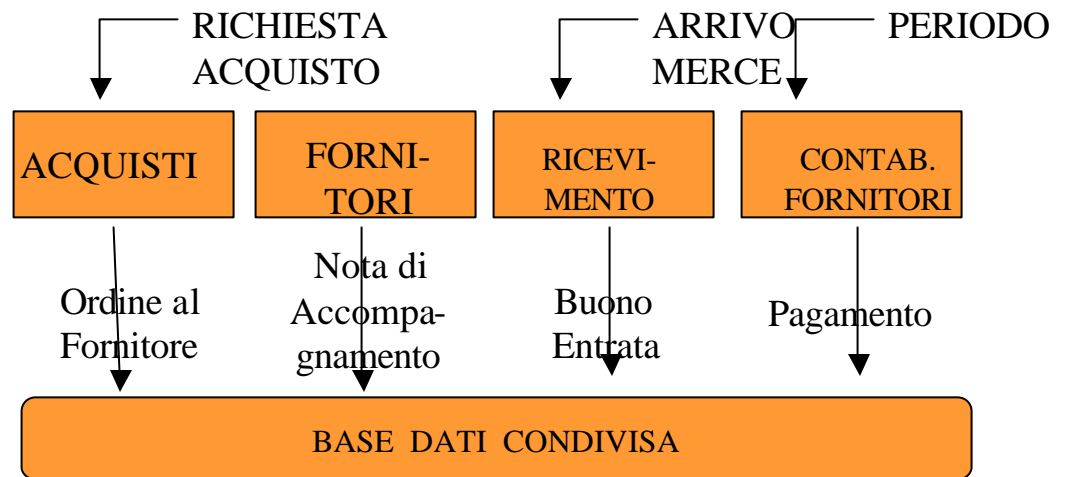 RICHIESTA
ACQUISTO
ARRIVO
MERCE
PERIODO
ACQUISTI
FORNI-
TORI
RICEVI-
MENTO
CONTAB.
FORNITORI
Ordine al
Fornitore
Nota di
Accompa-
gnamento
Buono
Entrata
Pagamento
BASE DATI CONDIVISA